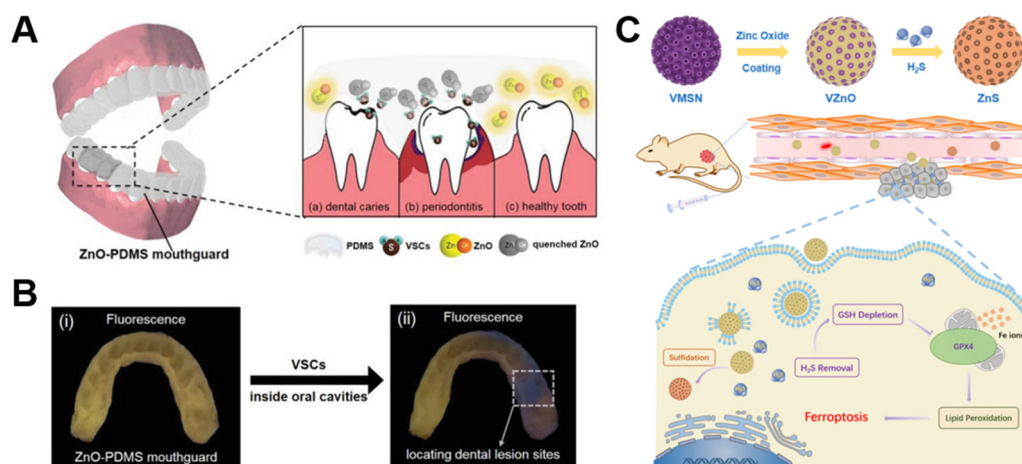 A
ZnO-PDMS mouthguard
(a) dental caries
(b) periodontitis
(c) healthy tooth
PDMS
S
VSCs
Zn
O
ZnO
Zn
quenched ZnO
B
(i)
Fluorescence
ZnO-PDMS mouthguard
VSCs
inside oral cavities
(ii)
Fluorescence
locating dental lesion sites
C
VMSN
Zinc Oxide
Coating
VZnO
H2S
ZnS
GSH Depletion
Fe ions
GPX4
Sulfidation
H2S Removal
Ferroptosis
Lipid Peroxidation